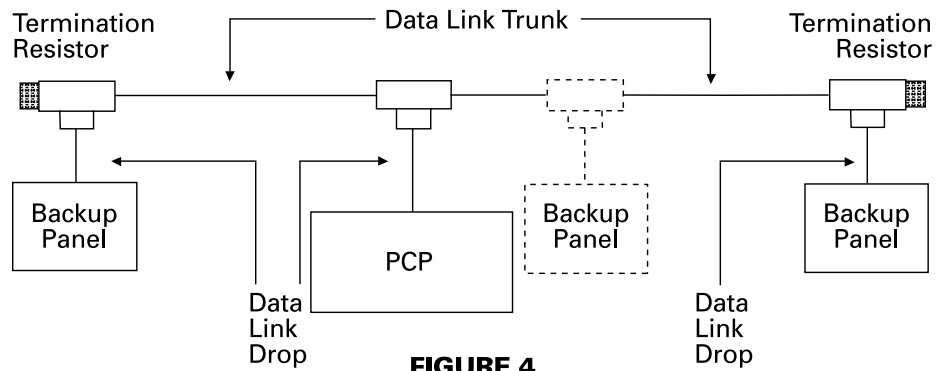 Data Link Trunk
Termination
Resistor
Termination
Resistor
Backup
Panel
PCP
Backup
Panel
Backup
Panel
Data
Link
Drop
Data
Link
Drop
FIGURE 4